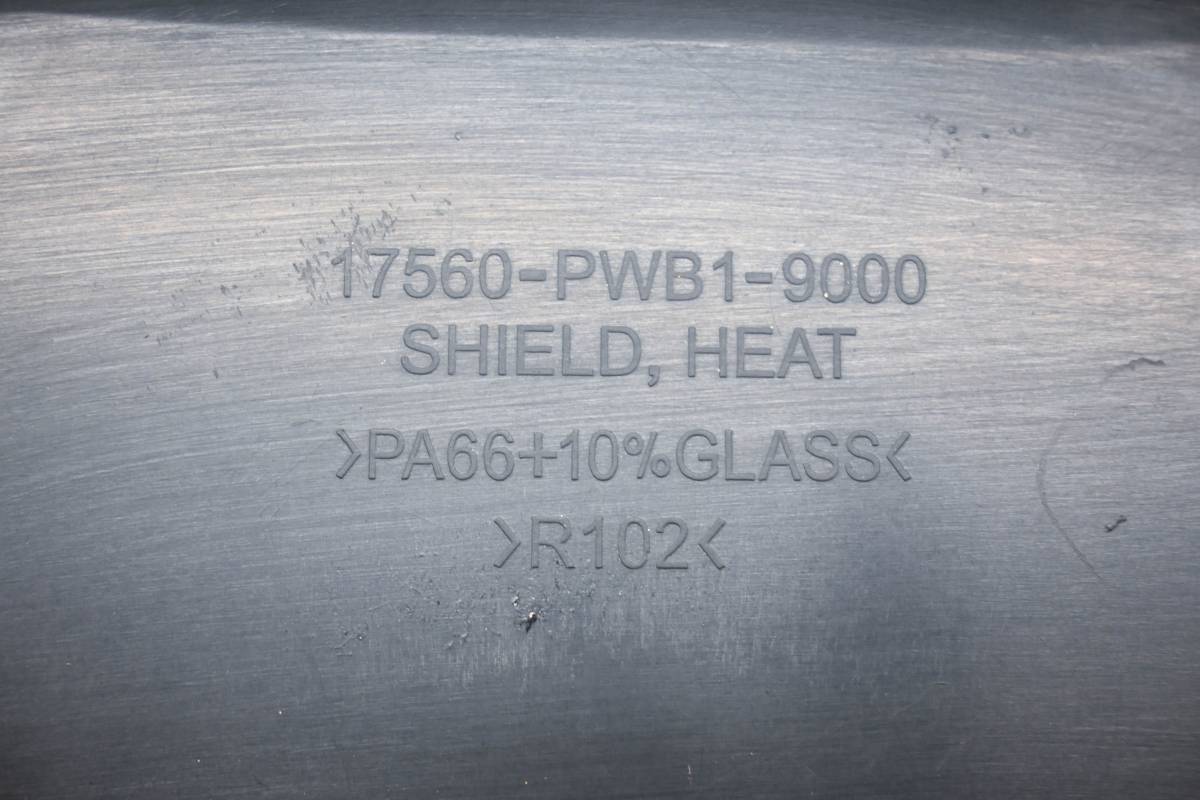 17560-PWB1-9000
SHIELD, HEAT
>PA66+10%GLASS<
>R102<